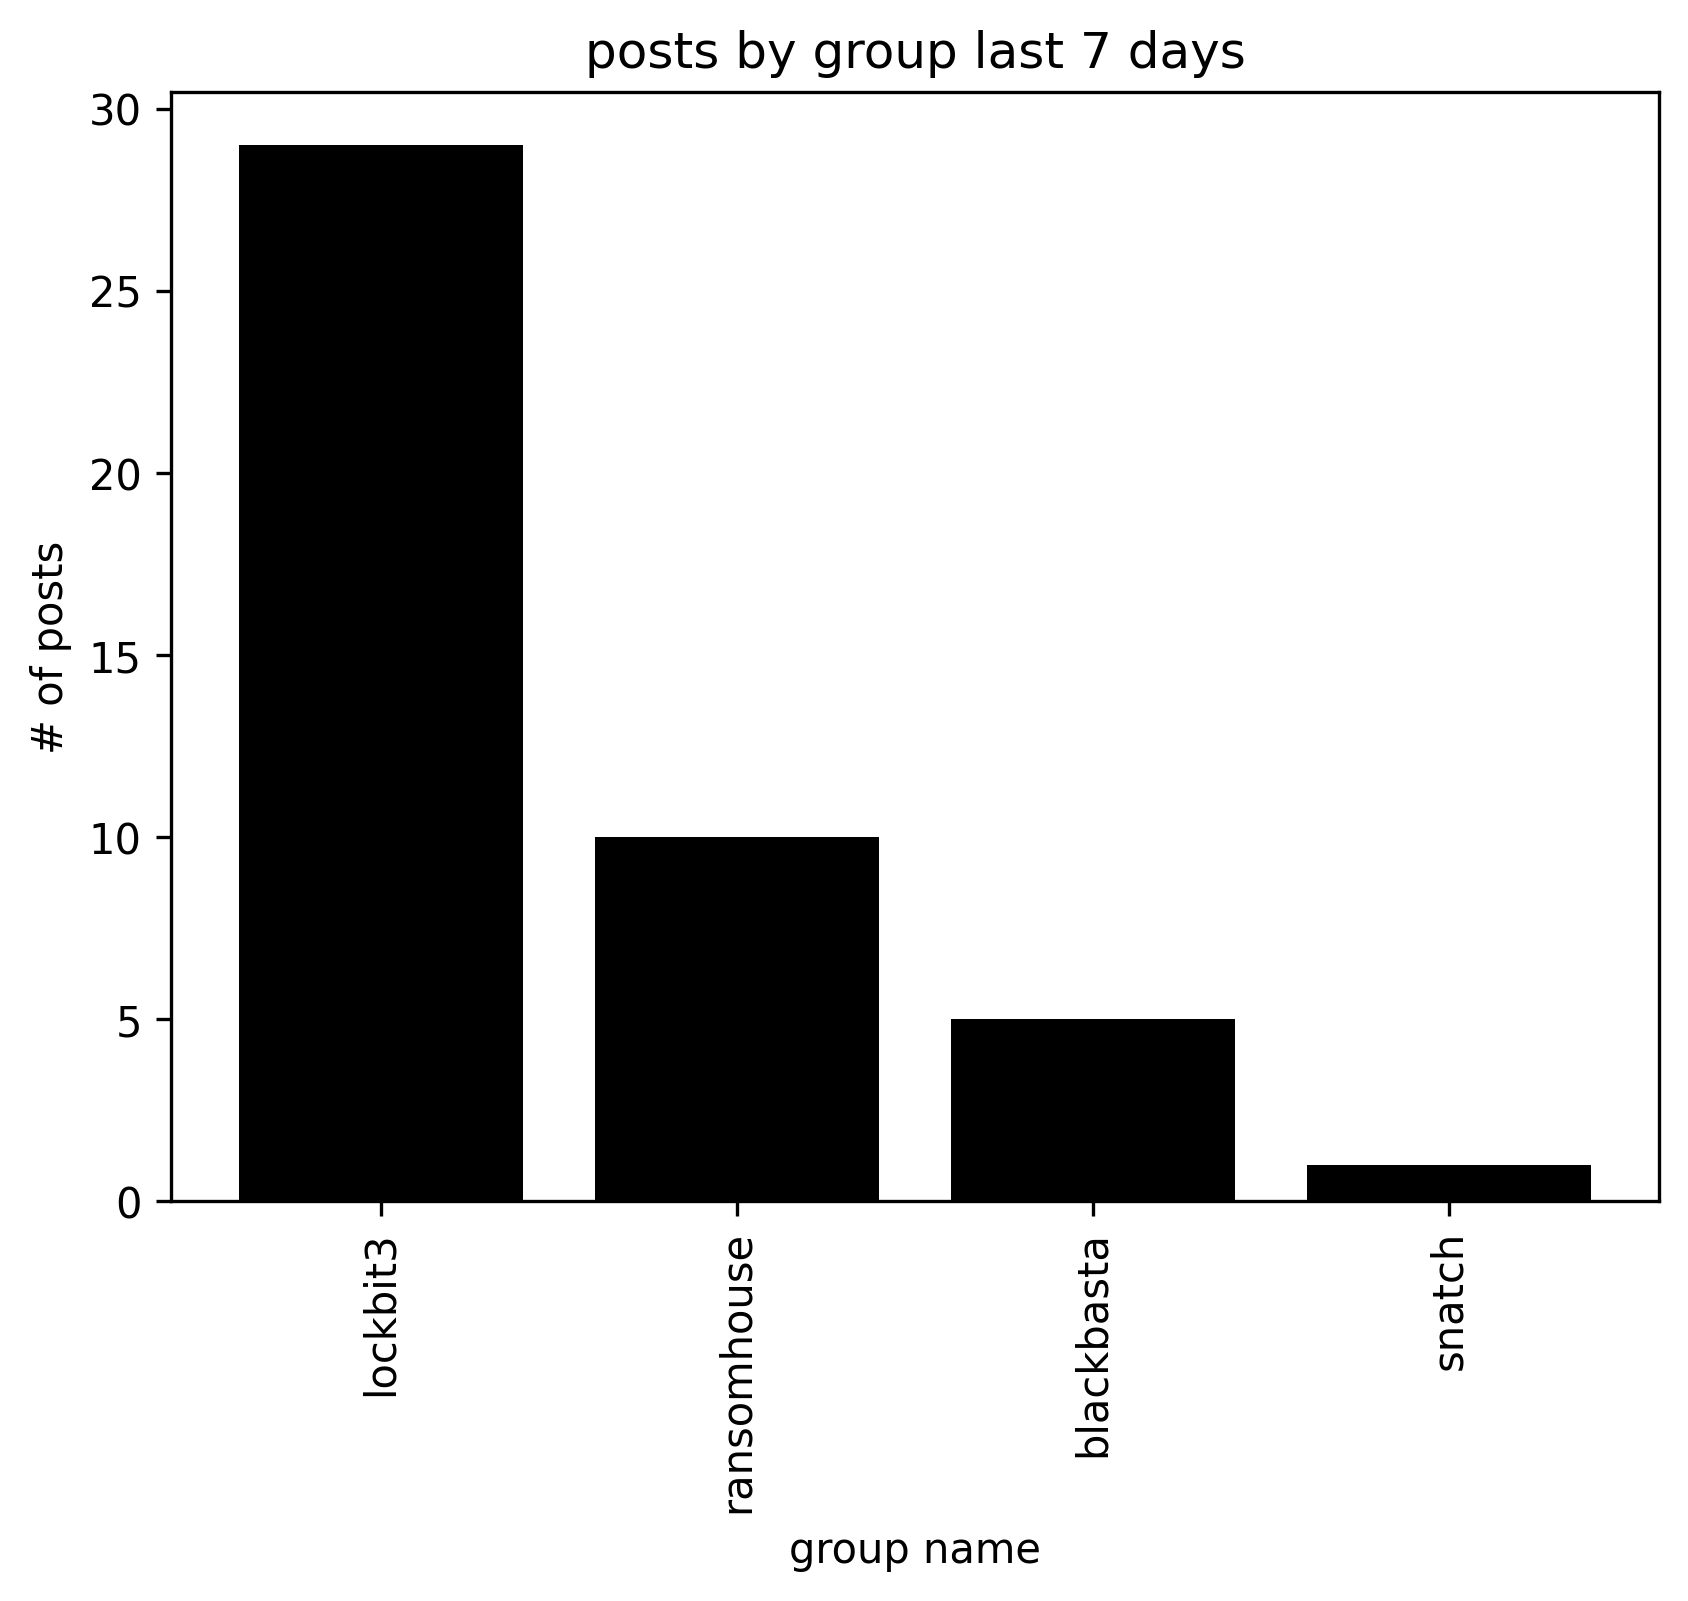 posts by group last 7 days
30
25
20
15
10
5
0
# of posts
lockbit3
ransomhouse
blackbasta
snatch
group name